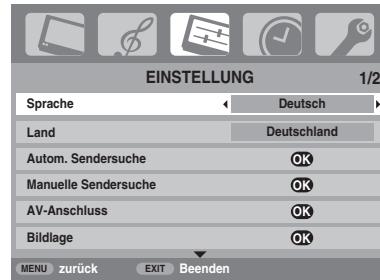 EINSTELLUNG 1/2
Sprache Deutsch
Land Deutschland
Autom. Sendersuche OK
Manuelle Sendersuche OK
AV-Anschluss OK
Bildlage OK
MENU zurück EXIT Beenden